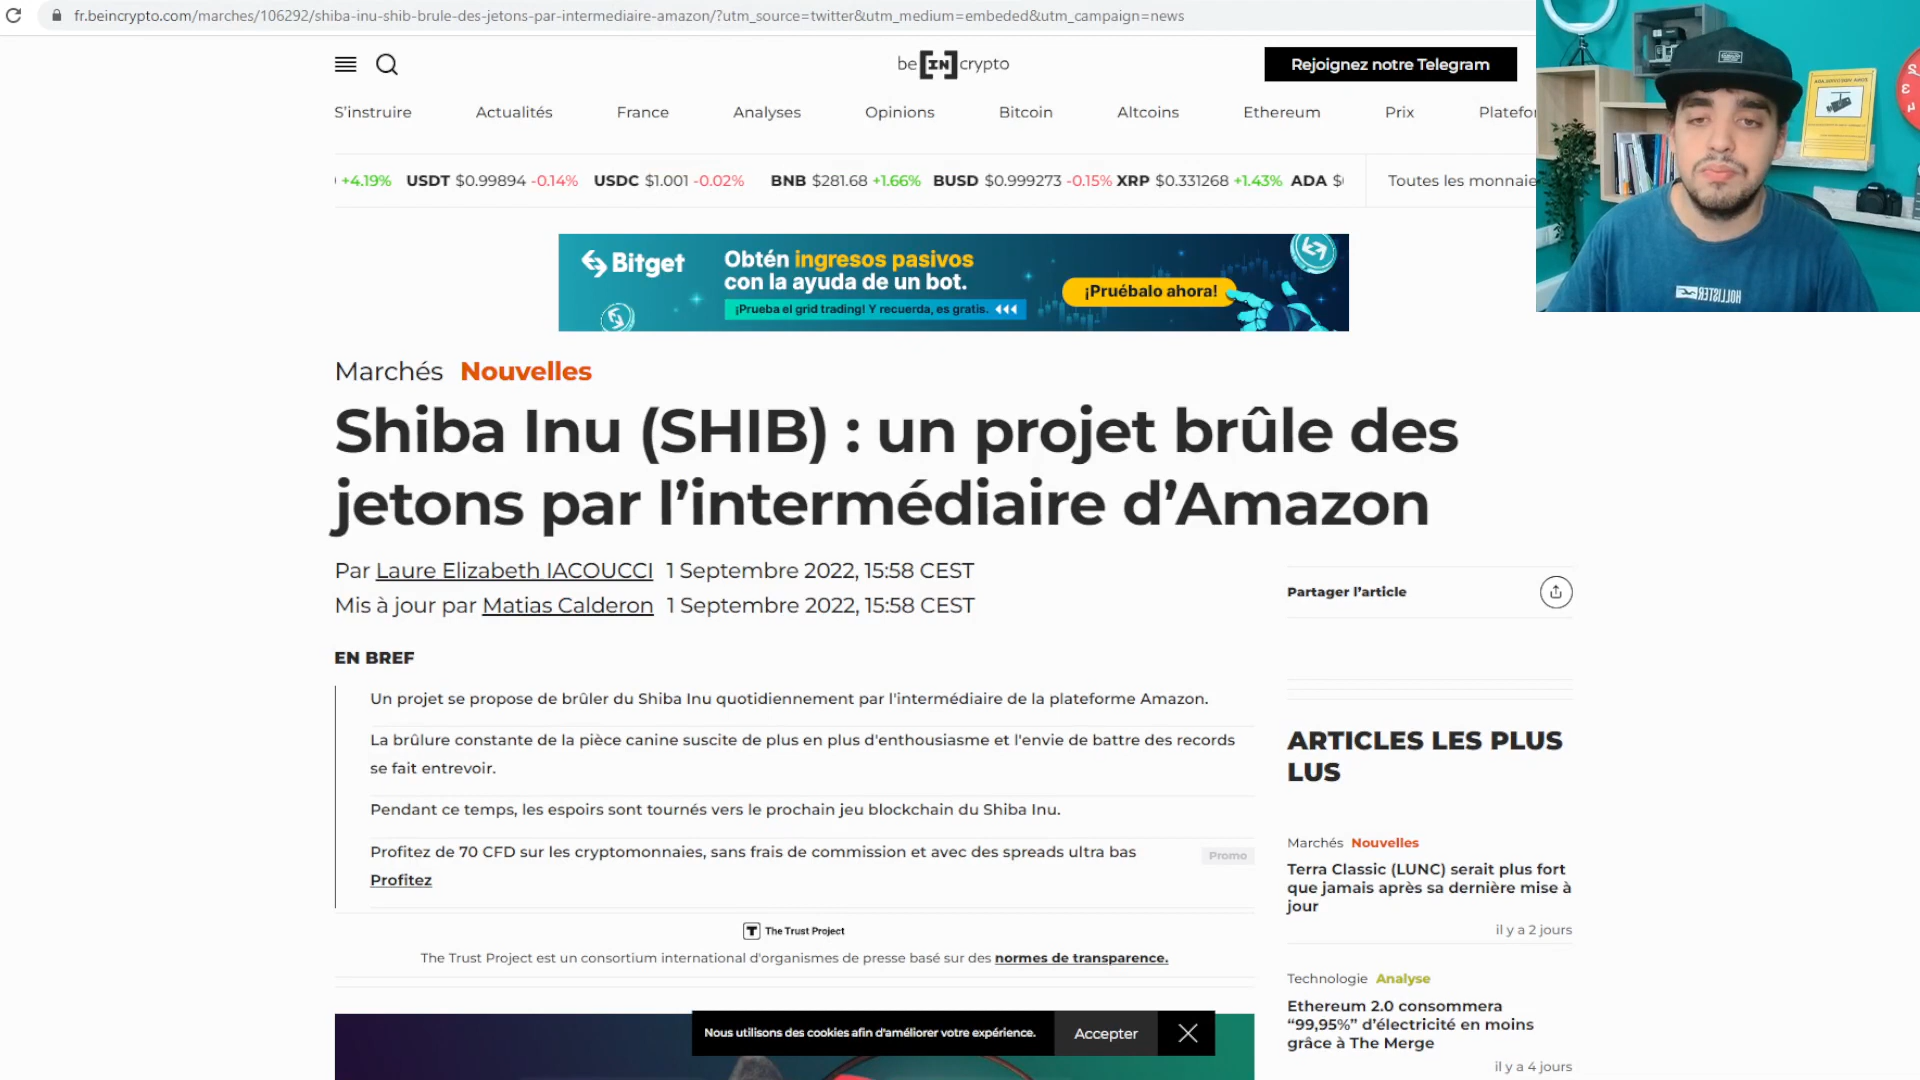 fr.beincrypto.com/marches/106292/shiba-inu-shib-brule-des-jetons-par-intermediaire-amazon/?utm_source=twitter&utm_medium=embeded&utm_campaign=news
be[IN]crypto
Rejoignez notre Telegram
S'instruire Actualités France Analyses Opinions Bitcoin Altcoins Ethereum Prix Platefor
+4.19% USDT $0.99894 -0.14% USDC $1.001 -0.02% BNB $281.68 +1.66% BUSD $0.999273 -0.15% XRP $0.331268 +1.43% ADA $
Toutes les monnaie
Bitget
Obtén ingresos pasivos
con la ayuda de un bot.
¡Prueba el grid trading! Y recuerda, es gratis.
¡Pruébalo ahora!
HOLLISTER
Marchés Nouvelles
Shiba Inu (SHIB) : un projet brûle des
jetons par l’intermédiaire d’Amazon
Par Laure Elizabeth IACOUCCI 1 Septembre 2022, 15:58 CEST
Mis à jour par Matias Calderon 1 Septembre 2022, 15:58 CEST
Partager l’article
EN BREF
Un projet se propose de brûler du Shiba Inu quotidiennement par l'intermédiaire de la plateforme Amazon.
La brûlure constante de la pièce canine suscite de plus en plus d'enthousiasme et l'envie de battre des records
se fait entrevoir.
Pendant ce temps, les espoirs sont tournés vers le prochain jeu blockchain du Shiba Inu.
Profitez de 70 CFD sur les cryptomonnaies, sans frais de commission et avec des spreads ultra bas
Profitez
Promo
The Trust Project
The Trust Project est un consortium international d'organismes de presse basé sur des normes de transparence.
ARTICLES LES PLUS
LUS
Marchés Nouvelles
Terra Classic (LUNC) serait plus fort
que jamais après sa dernière mise à
jour
il y a 2 jours
Technologie Analyse
Ethereum 2.0 consommera
“99,95%” d’électricité en moins
grâce à The Merge
il y a 4 jours
Nous utilisons des cookies afin d'améliorer votre expérience.
Accepter